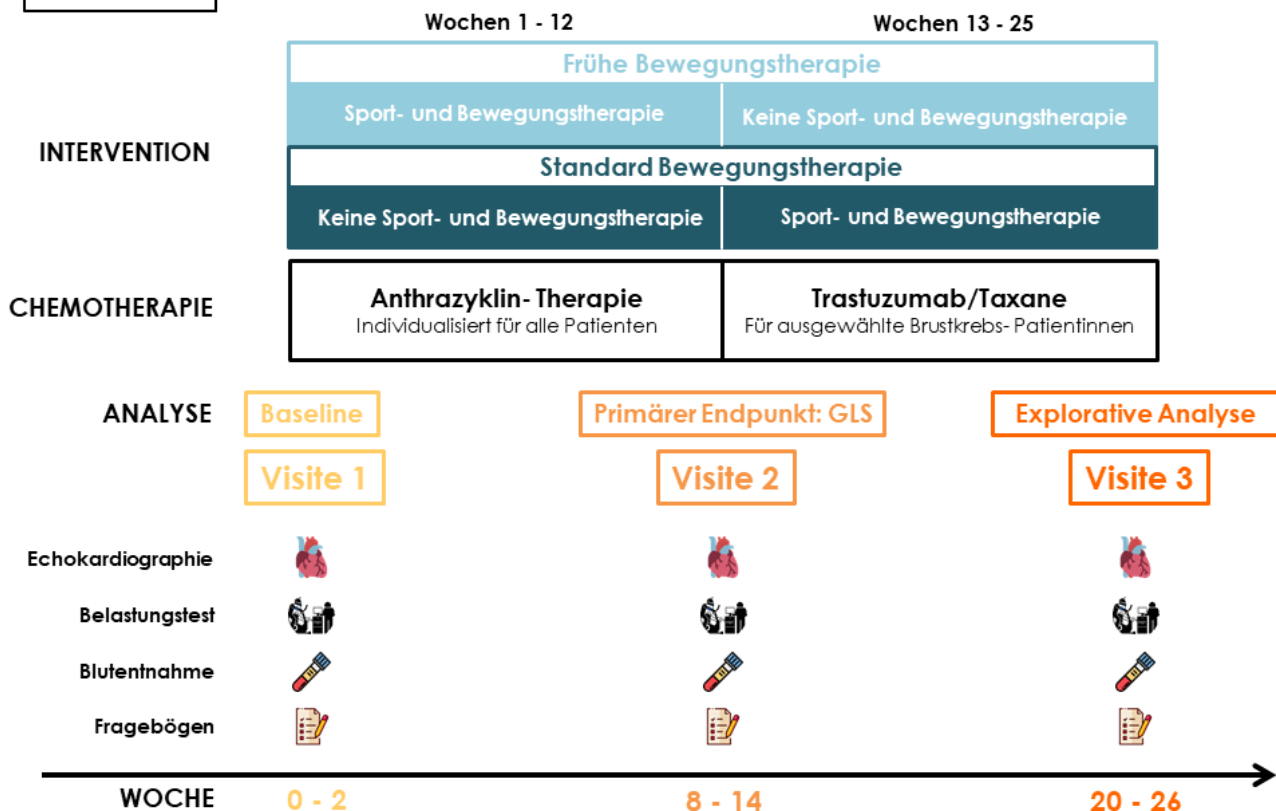 Wochen 1 - 12
Wochen 13 - 25
Frühe Bewegungstherapie
Sport- und Bewegungstherapie
Keine Sport- und Bewegungstherapie
INTERVENTION
Standard Bewegungstherapie
Keine Sport- und Bewegungstherapie
Sport- und Bewegungstherapie
CHEMOTHERAPIE
Anthrazyklin- Therapie
Individualisiert für alle Patienten
Trastuzumab/Taxane
Für ausgewählte Brustkrebs- Patientinnen
ANALYSE
Baseline
Primärer Endpunkt: GLS
Explorative Analyse
Visite 1
Visite 2
Visite 3
Echokardiographie
Belastungstest
Blutentnahme
Fragebögen
WOCHE
0 - 2
8 - 14
20 - 26